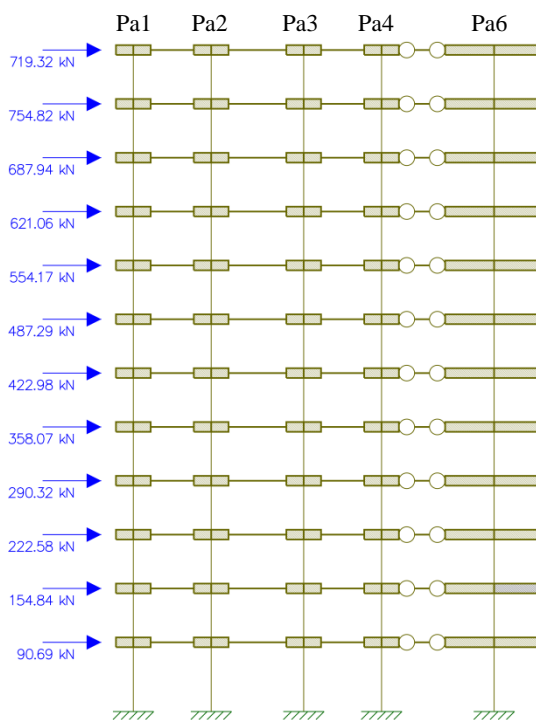 Pa1 Pa2 Pa3 Pa4 Pa6
719.32 kN
754.82 kN
687.94 kN
621.06 kN
554.17 kN
487.29 kN
422.98 kN
358.07 kN
290.32 kN
222.58 kN
154.84 kN
90.69 kN